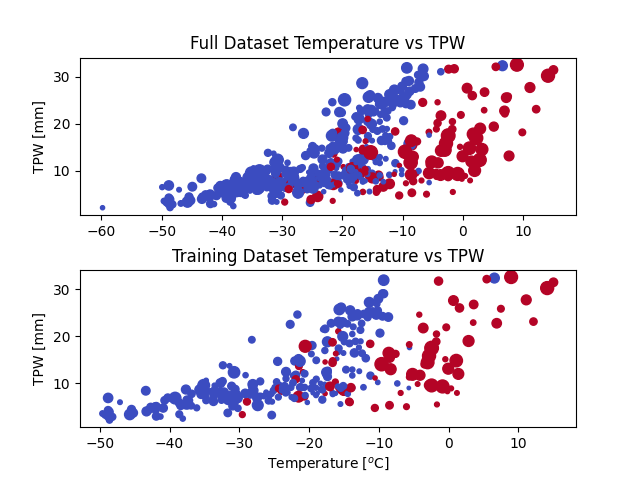 Full Dataset Temperature vs TPW
TPW [mm]
30
20
10
−60 −50 −40 −30 −20 −10 0 10
Training Dataset Temperature vs TPW
TPW [mm]
30
20
10
−50 −40 −30 −20 −10 0 10
Temperature [°C]